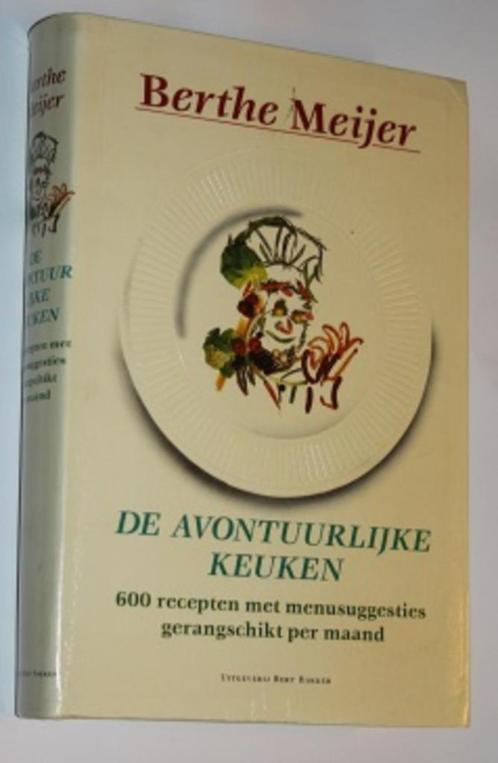 Berthe Meijer
DE AVONTUURLIJKE
KEUKEN
600 recepten met menusuggesties
gerangschikt per maand
UITGEVERIJ BERT BAKKER